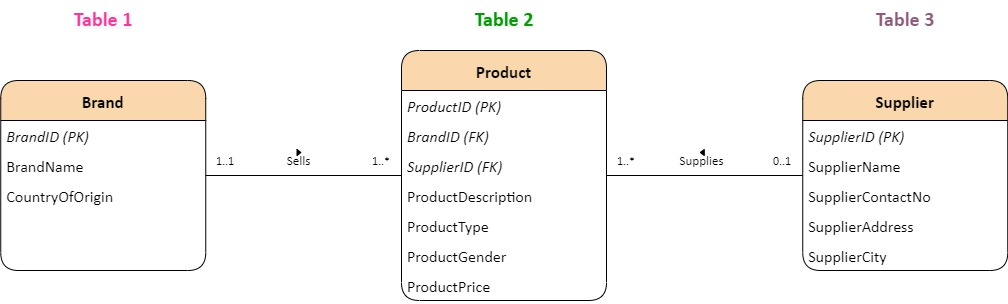 Table 1
Table 2
Table 3
Brand
BrandID (PK)
BrandName
CountryOfOrigin
1..1
Sells
1..*
Product
ProductID (PK)
BrandID (FK)
SupplierID (FK)
ProductDescription
ProductType
ProductGender
ProductPrice
1..*
Supplies
0..1
Supplier
SupplierID (PK)
SupplierName
SupplierContactNo
SupplierAddress
SupplierCity